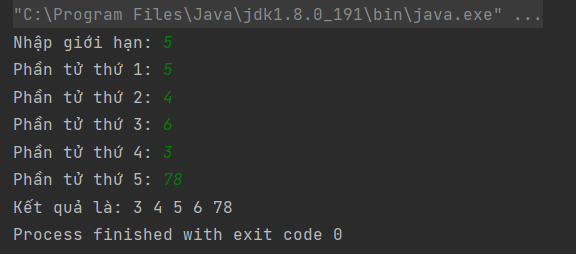 "C:\Program Files\Java\jdk1.8.0_191\bin\java.exe" ...
Nhập giới hạn: 5
Phần tử thứ 1: 5
Phần tử thứ 2: 4
Phần tử thứ 3: 6
Phần tử thứ 4: 3
Phần tử thứ 5: 78
Kết quả là: 3 4 5 6 78
Process finished with exit code 0